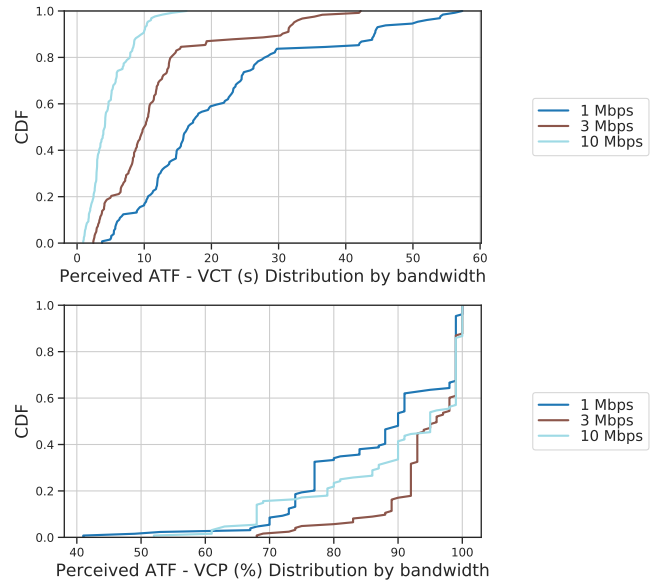 1.0
0.8
0.6
0.4
0.2
0.0
CDF
0 10 20 30 40 50 60
Perceived ATF - VCT (s) Distribution by bandwidth
1 Mbps
3 Mbps
10 Mbps
1.0
0.8
0.6
0.4
0.2
0.0
CDF
40 50 60 70 80 90 100
Perceived ATF - VCP (%) Distribution by bandwidth
1 Mbps
3 Mbps
10 Mbps